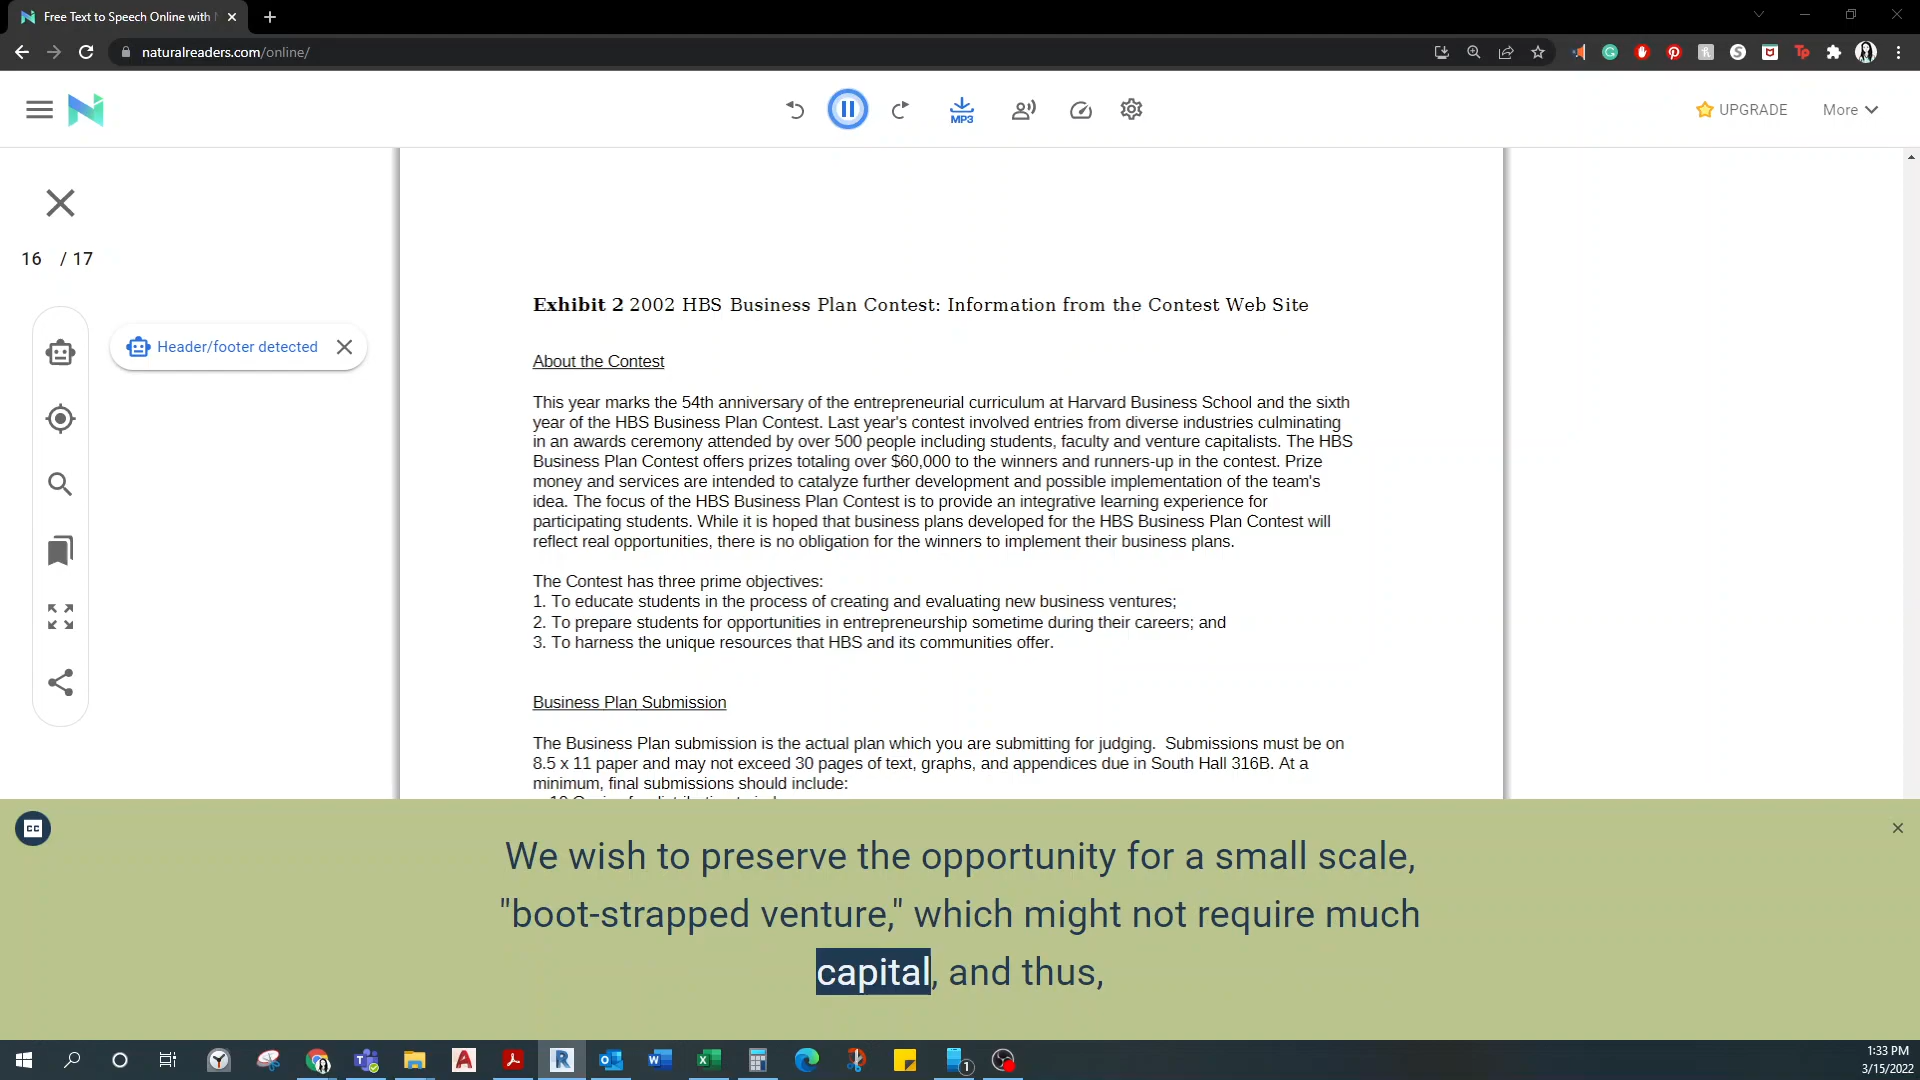 Free Text to Speech Online with
naturalreaders.com/online/
MP3
UPGRADE
More
16 / 17
Header/footer detected
Exhibit 2 2002 HBS Business Plan Contest: Information from the Contest Web Site
About the Contest
This year marks the 54th anniversary of the entrepreneurial curriculum at Harvard Business School and the sixth
year of the HBS Business Plan Contest. Last year's contest involved entries from diverse industries culminating
in an awards ceremony attended by over 500 people including students, faculty and venture capitalists. The HBS
Business Plan Contest offers prizes totaling over $60,000 to the winners and runners-up in the contest. Prize
money and services are intended to catalyze further development and possible implementation of the team's
idea. The focus of the HBS Business Plan Contest is to provide an integrative learning experience for
participating students. While it is hoped that business plans developed for the HBS Business Plan Contest will
reflect real opportunities, there is no obligation for the winners to implement their business plans.
The Contest has three prime objectives:
1. To educate students in the process of creating and evaluating new business ventures;
2. To prepare students for opportunities in entrepreneurship sometime during their careers; and
3. To harness the unique resources that HBS and its communities offer.
Business Plan Submission
The Business Plan submission is the actual plan which you are submitting for judging. Submissions must be on
8.5 x 11 paper and may not exceed 30 pages of text, graphs, and appendices due in South Hall 316B. At a
minimum, final submissions should include:
CC
We wish to preserve the opportunity for a small scale,
"boot-strapped venture," which might not require much
capital, and thus,
1:33 PM
3/15/2022